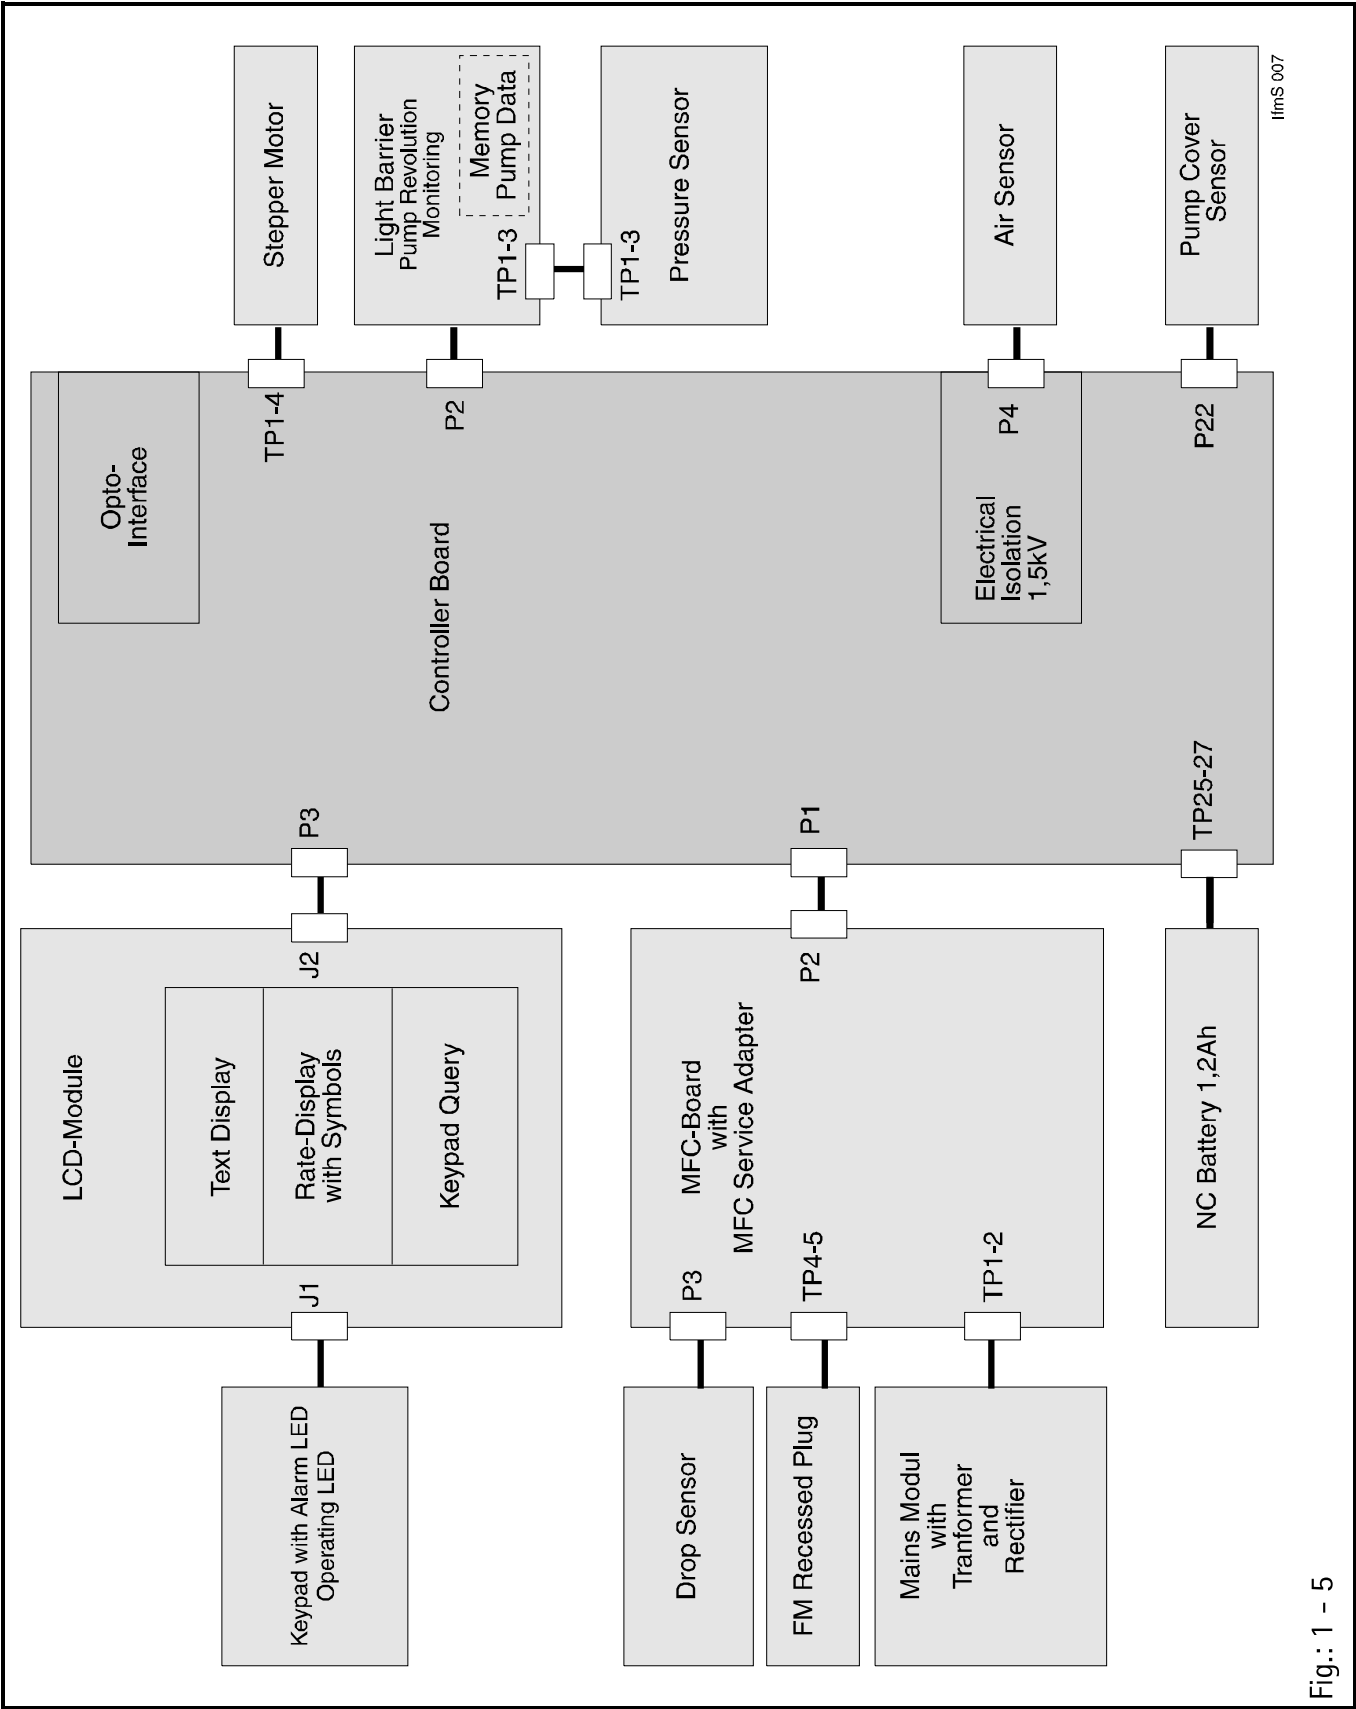 Keypad with Alarm LED
Operating LED
J1
LCD-Module
Text Display
Rate-Display
with Symbols
Keypad Query
J2
P3
Opto-
Interface
Controller Board
TP1-4
Stepper Motor
P2
Light Barrier
Pump Revolution
Monitoring
Memory
Pump Data
TP1-3
TP1-3
Pressure Sensor
Drop Sensor
P3
FM Recessed Plug
TP4-5
Mains Modul
with
Tranformer
and
Rectifier
TP1-2
MFC-Board
with
MFC Service Adapter
P2
P1
Electrical
Isolation
1,5kV
P4
Air Sensor
NC Battery 1,2Ah
TP25-27
P22
Pump Cover
Sensor
IfmS 007
Fig.: 1 - 5